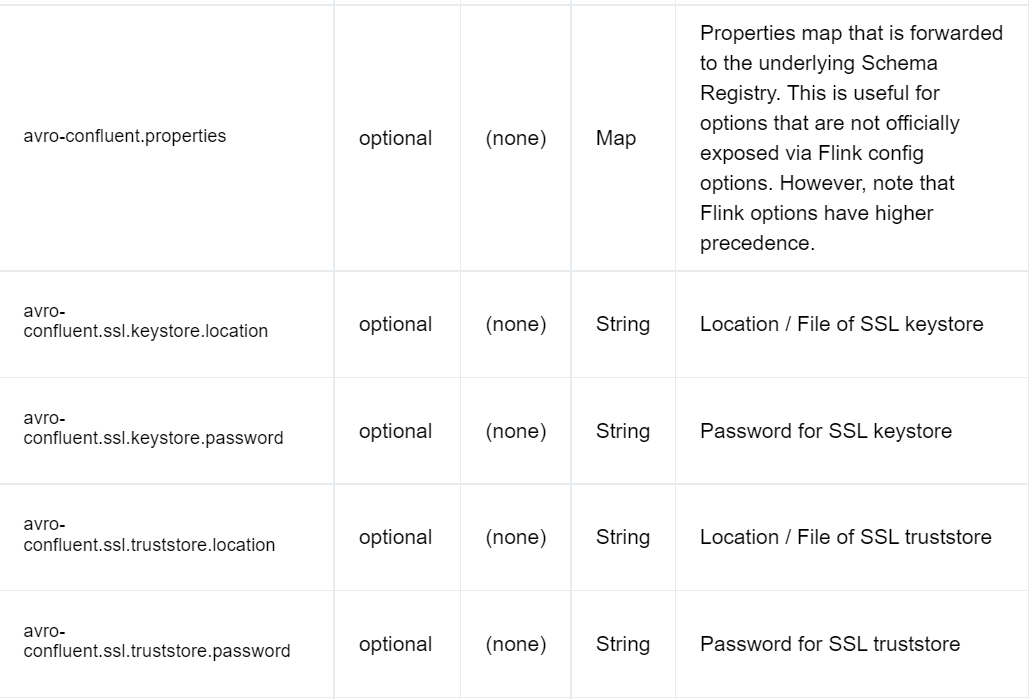 avro-confluent.properties
optional
(none)
Map
Properties map that is forwarded
to the underlying Schema
Registry. This is useful for
options that are not officially
exposed via Flink config
options. However, note that
Flink options have higher
precedence.
avro-
confluent.ssl.keystore.location
optional
(none)
String
Location / File of SSL keystore
avro-
confluent.ssl.keystore.password
optional
(none)
String
Password for SSL keystore
avro-
confluent.ssl.truststore.location
optional
(none)
String
Location / File of SSL truststore
avro-
confluent.ssl.truststore.password
optional
(none)
String
Password for SSL truststore